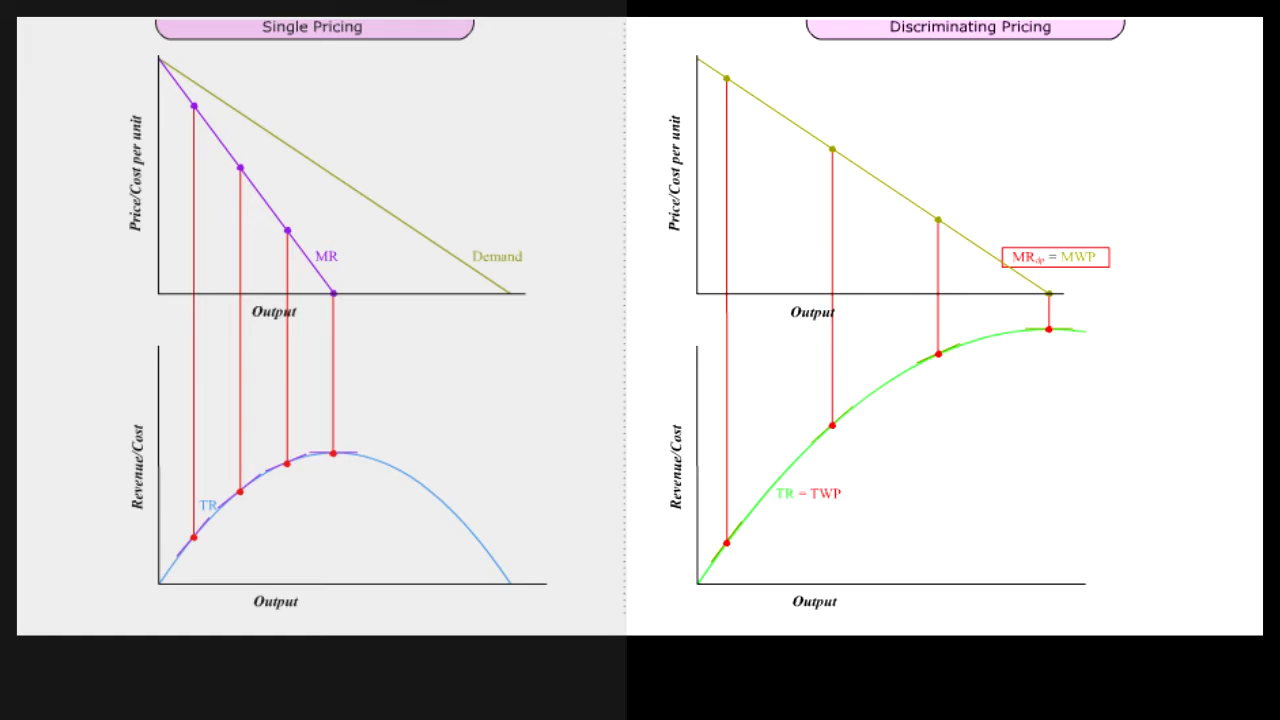 Single Pricing
Price/Cost per unit
MR
Demand
Output
Revenue/Cost
TR
Output
Discriminating Pricing
Price/Cost per unit
MRdp = MWP
Output
Revenue/Cost
TR = TWP
Output